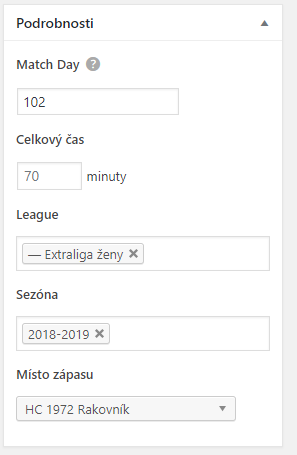 Podrobnosti
Match Day ?
102
Celkový čas
70 minuty
League
— Extraliga ženy ×
Sezóna
2018-2019 ×
Místo zápasu
HC 1972 Rakovník